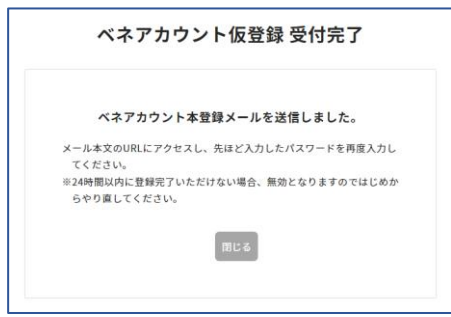 ベネアカウント仮登録 受付完了
ベネアカウント本登録メールを送信しました。
メール本文のURLにアクセスし、先ほど入力したパスワードを再度入力し
てください。
※24時間以内に登録完了いただけない場合、無効となりますのではじめか
らやり直してください。
閉じる